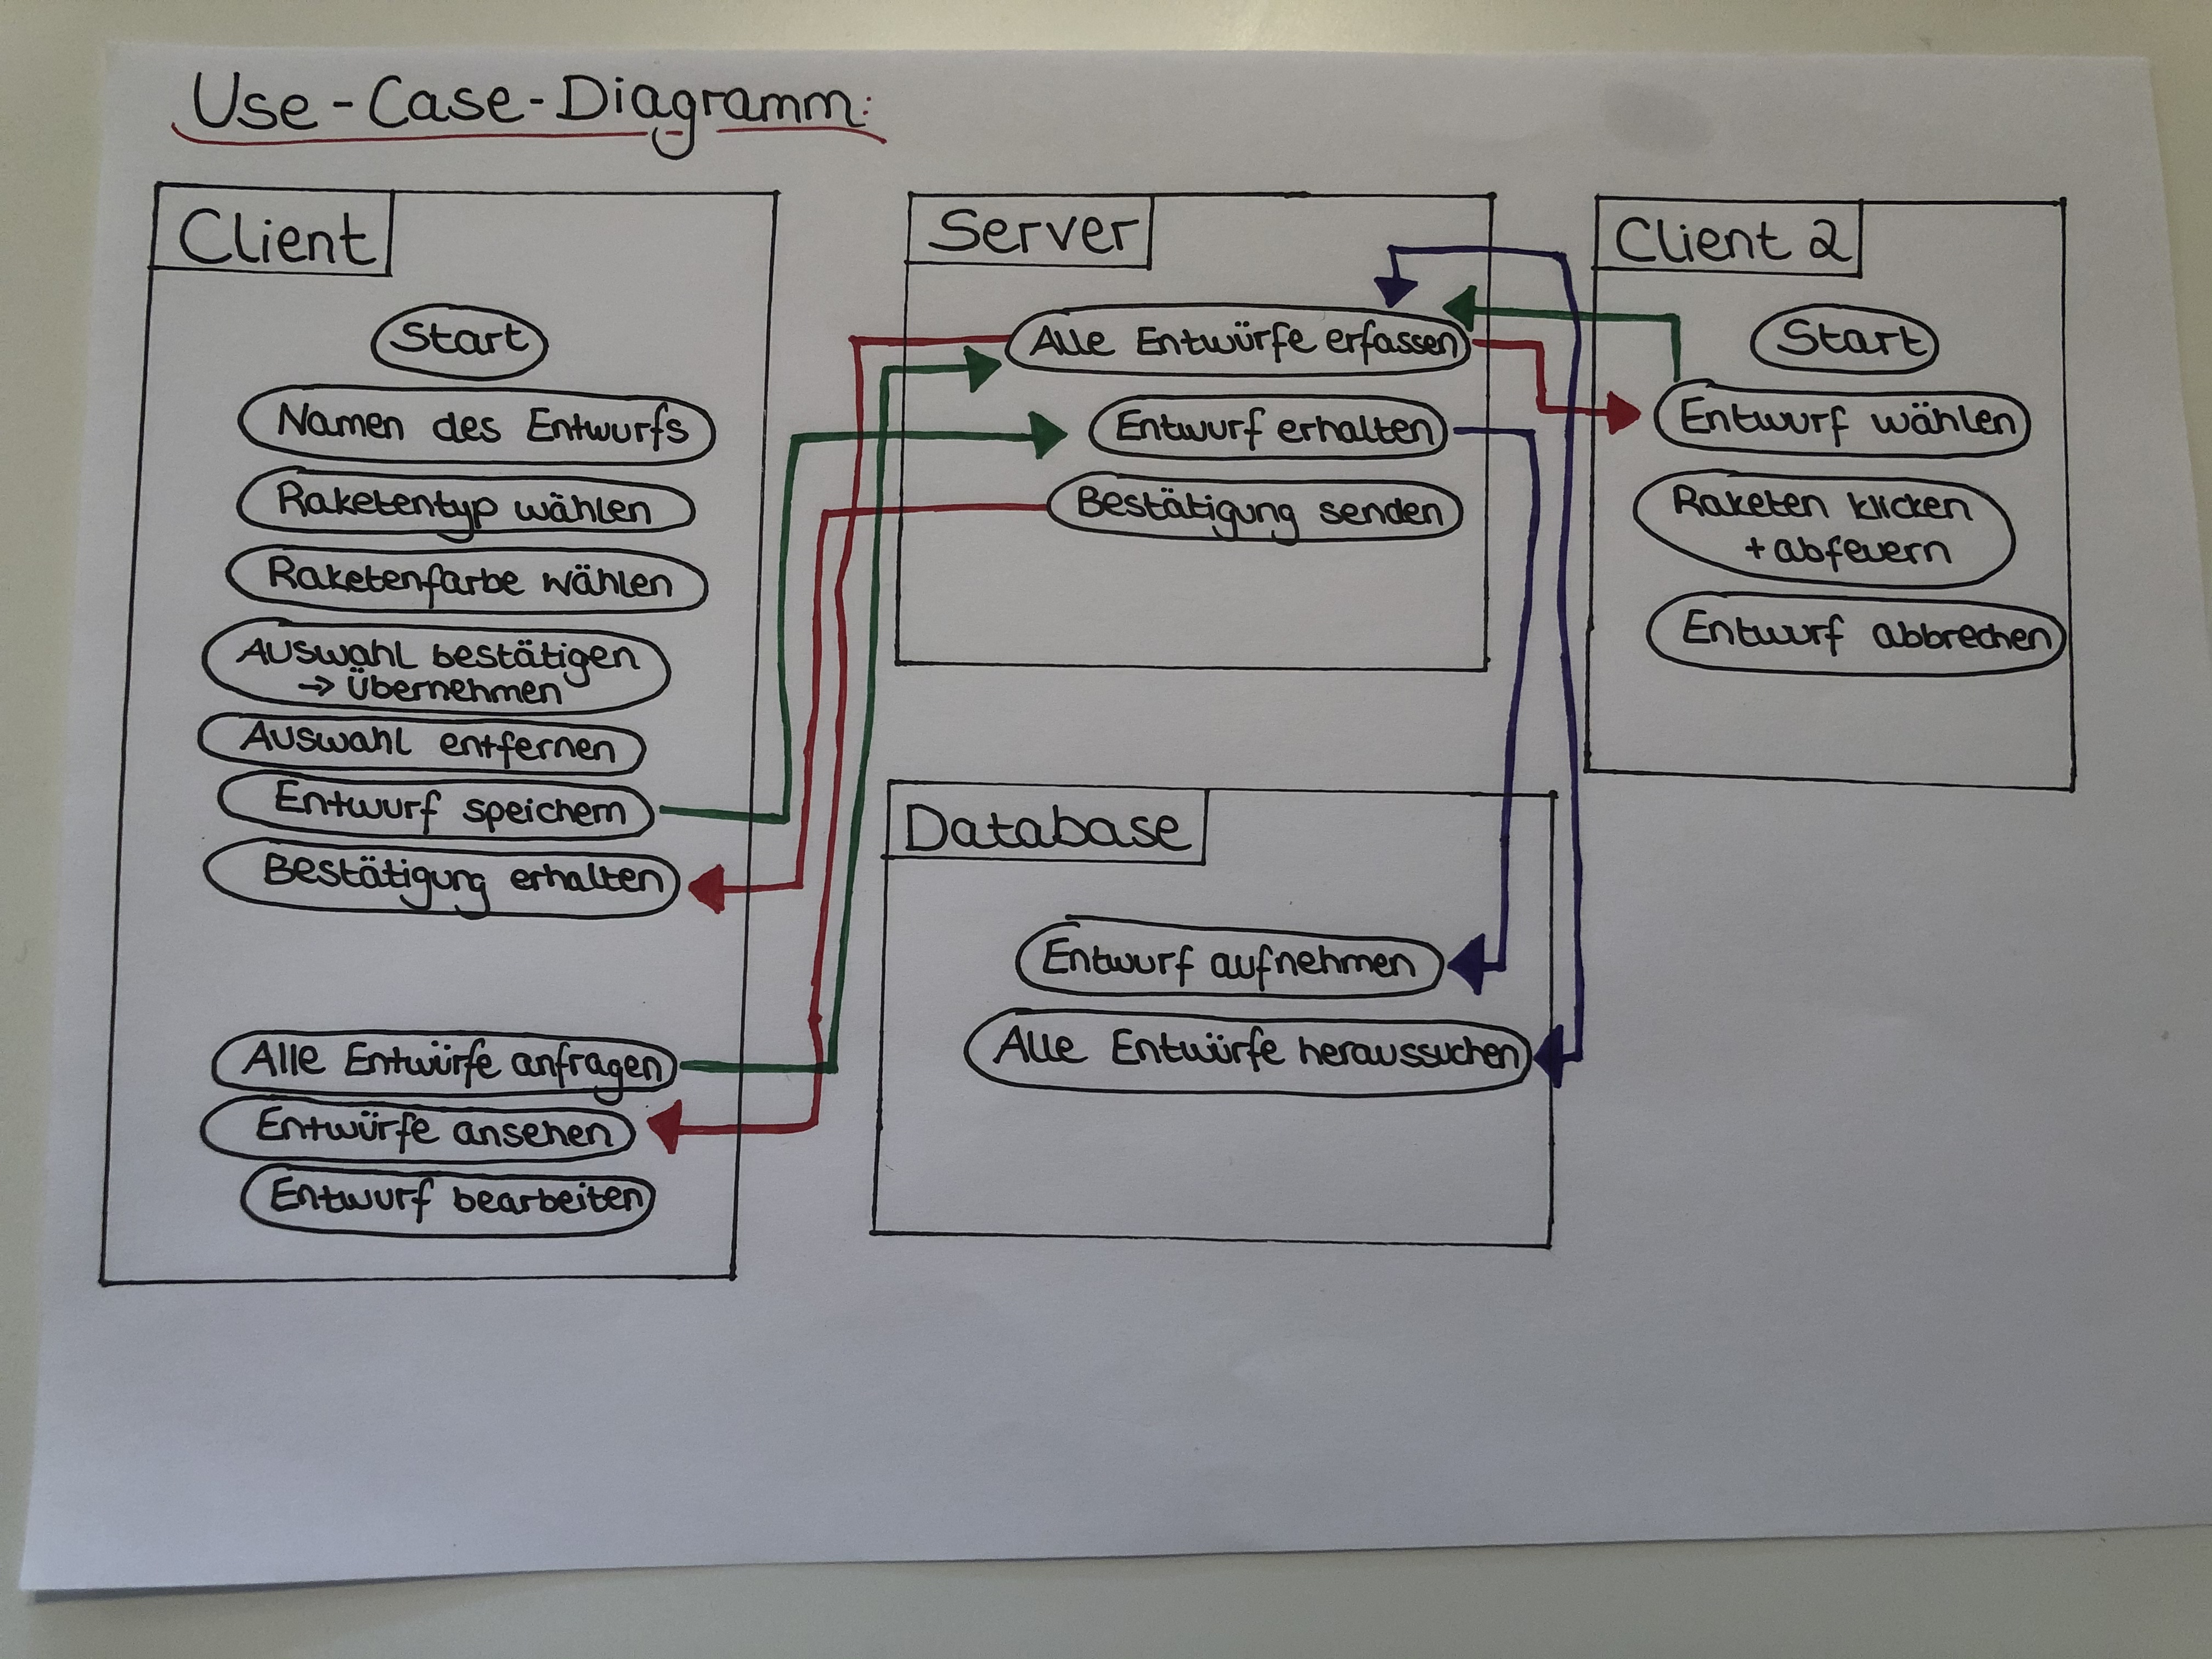 Use-Case-Diagramm:
Client
Start
Namen des Entwurfs
Raketentyp wählen
Raketenfarbe wählen
Auswahl bestätigen
→ Übernehmen
Auswahl entfernen
Entwurf speichern
Bestätigung erhalten
Alle Entwürfe anfragen
Entwürfe ansehen
Entwurf bearbeiten
Server
Alle Entwürfe erfassen
Entwurf erhalten
Bestätigung senden
Database
Entwurf aufnehmen
Alle Entwürfe heraussuchen
Client 2
Start
Entwurf wählen
Raketen klicken
+ abfeuern
Entwurf abbrechen